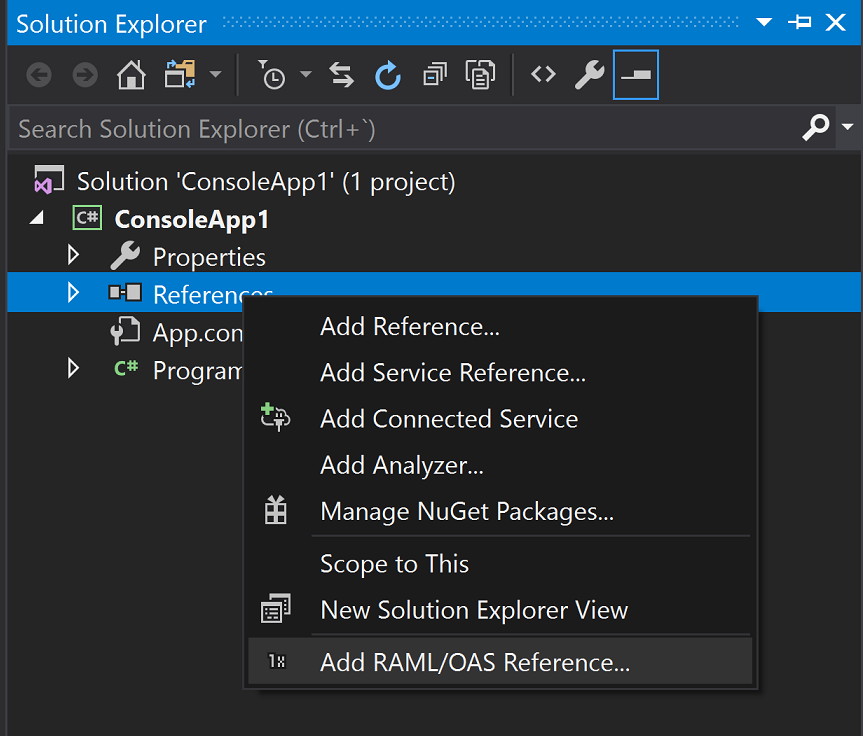 Solution Explorer
Search Solution Explorer (Ctrl+`)
Solution 'ConsoleApp1' (1 project)
C# ConsoleApp1
Properties
References
App.con
C# Program
Add Reference...
Add Service Reference...
Add Connected Service
Add Analyzer...
Manage NuGet Packages...
Scope to This
New Solution Explorer View
1x Add RAML/OAS Reference...